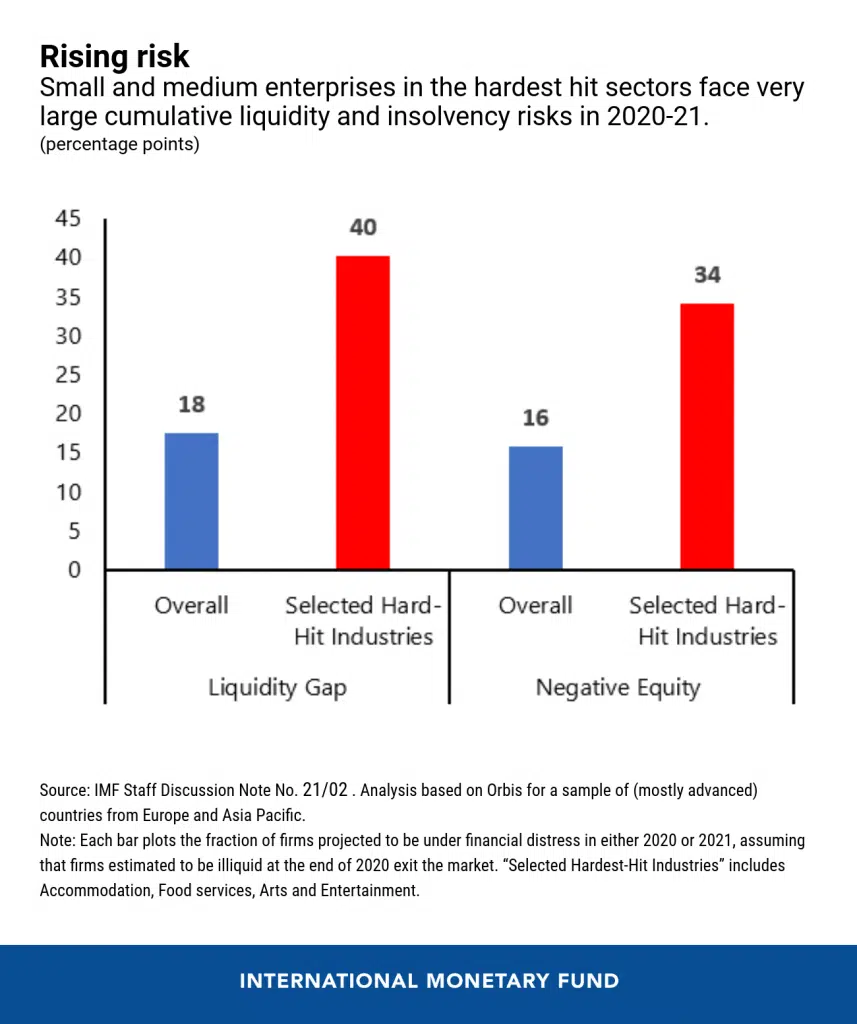 Rising risk
Small and medium enterprises in the hardest hit sectors face very
large cumulative liquidity and insolvency risks in 2020-21.
(percentage points)
45
40
35
30
25
20
15
10
5
0
18
40
16
34
Overall
Selected Hard-
Hit Industries
Overall
Selected Hard-
Hit Industries
Liquidity Gap
Negative Equity
Source: IMF Staff Discussion Note No. 21/02 . Analysis based on Orbis for a sample of (mostly advanced)
countries from Europe and Asia Pacific.
Note: Each bar plots the fraction of firms projected to be under financial distress in either 2020 or 2021, assuming
that firms estimated to be illiquid at the end of 2020 exit the market. “Selected Hardest-Hit Industries” includes
Accommodation, Food services, Arts and Entertainment.
INTERNATIONAL MONETARY FUND